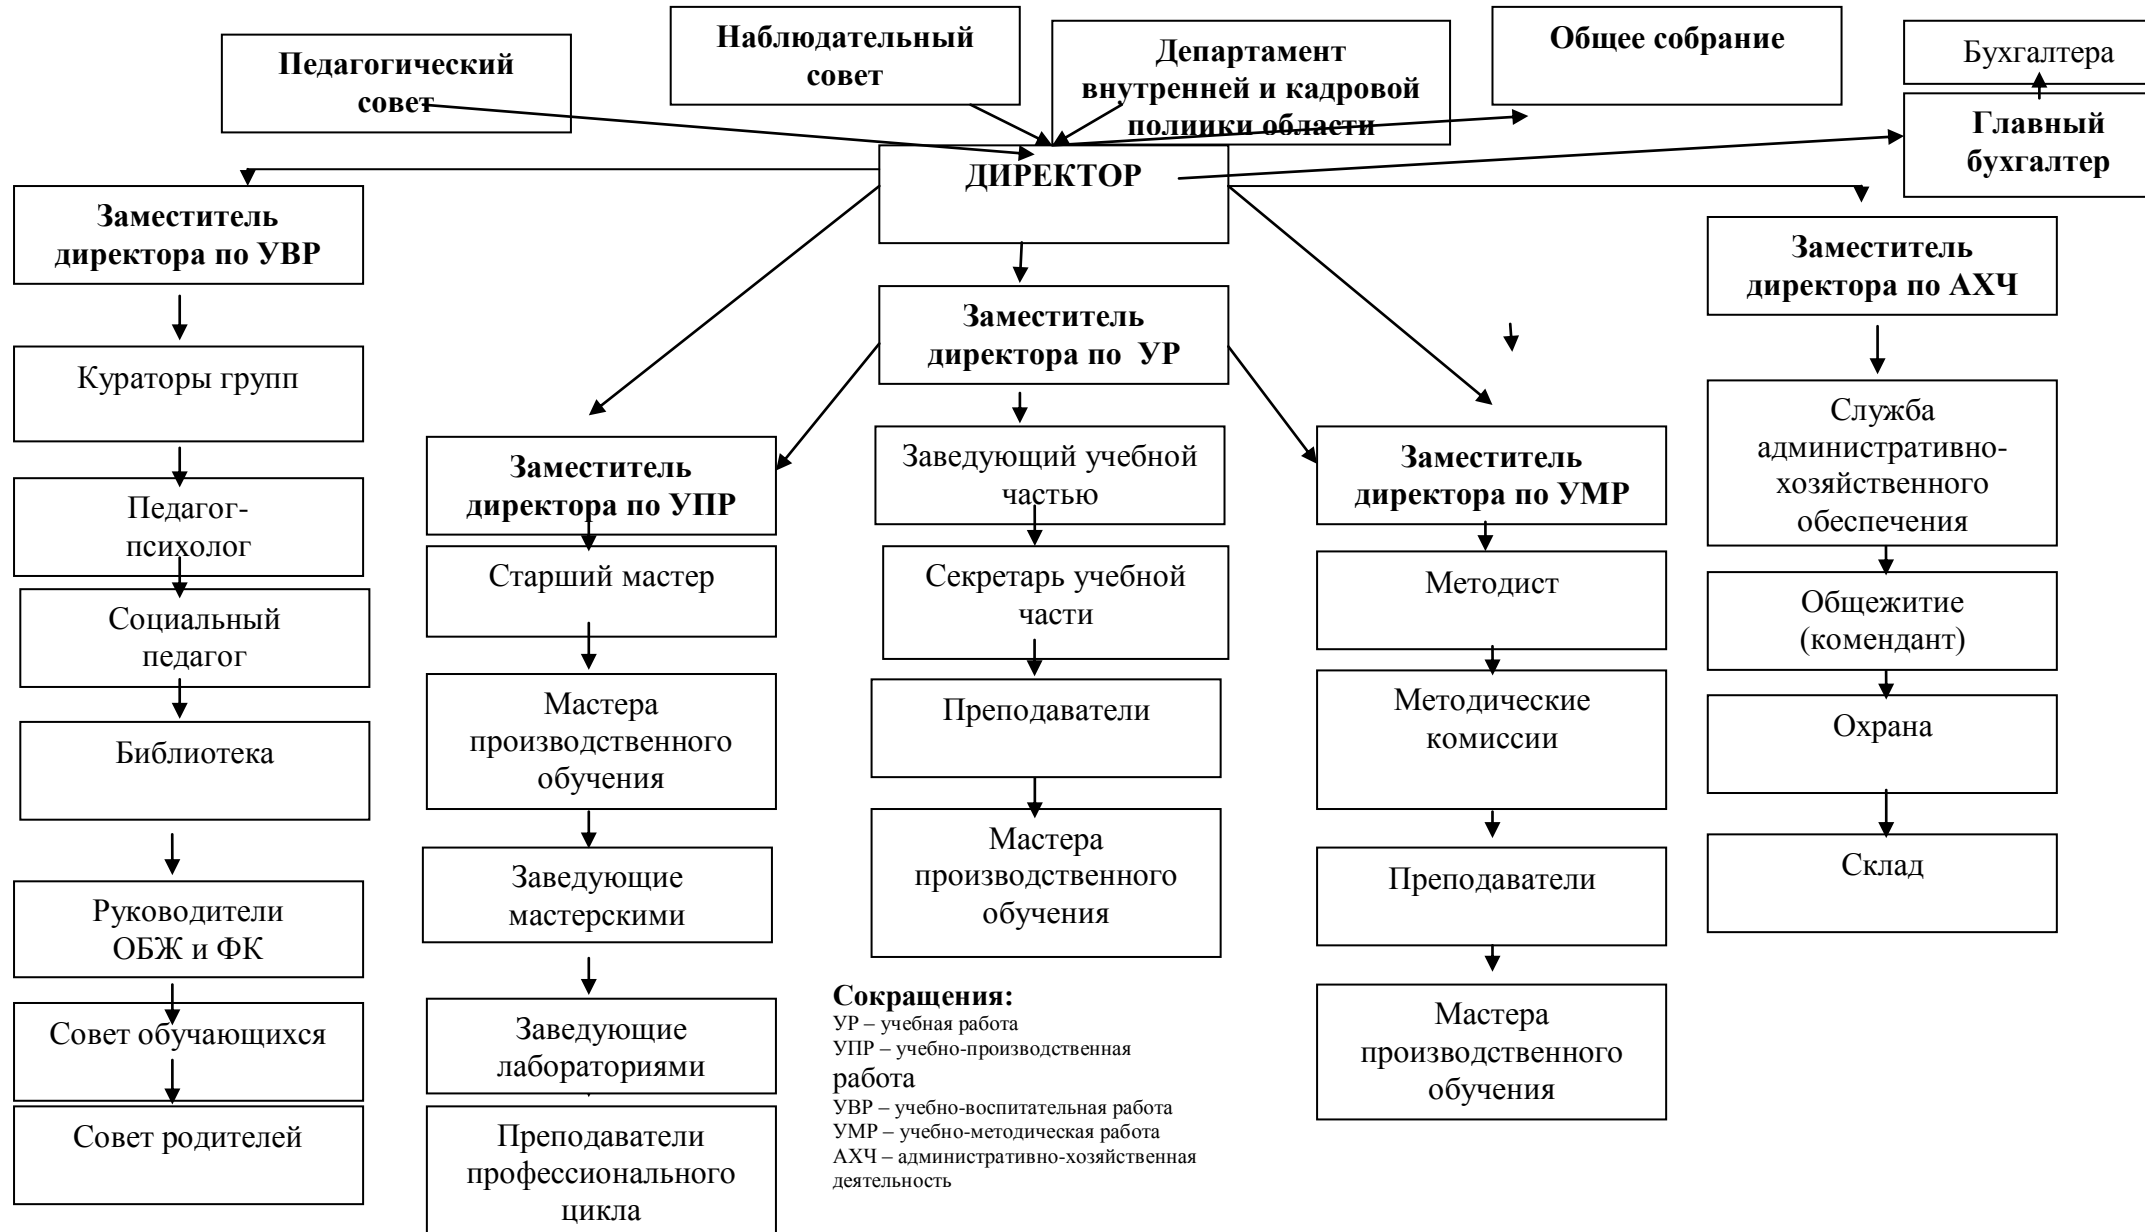 Педагогический
совет
Наблюдательный
совет
Департамент
внутренней и кадровой
полиики области
Общее собрание
Бухгалтера
Главный
бухгалтер
ДИРЕКТОР
Заместитель
директора по УВР
Кураторы групп
Педагог-
психолог
Социальный
педагог
Библиотека
Руководители
ОБЖ и ФК
Совет обучающихся
Совет родителей
Заместитель
директора по УПР
Старший мастер
Мастера
производственного
обучения
Заведующие
мастерскими
Заведующие
лабораториями
Преподаватели
профессионального
цикла
Заместитель
директора по УР
Заведующий учебной
частью
Секретарь учебной
части
Преподаватели
Мастера
производственного
обучения
Заместитель
директора по УМР
Методист
Методические
комиссии
Преподаватели
Мастера
производственного
обучения
Заместитель
директора по АХЧ
Служба
административно-
хозяйственного
обеспечения
Общежитие
(комендант)
Охрана
Склад
Сокращения:
УР – учебная работа
УПР – учебно-производственная
работа
УВР – учебно-воспитательная работа
УМР – учебно-методическая работа
АХЧ – административно-хозяйственная
деятельность